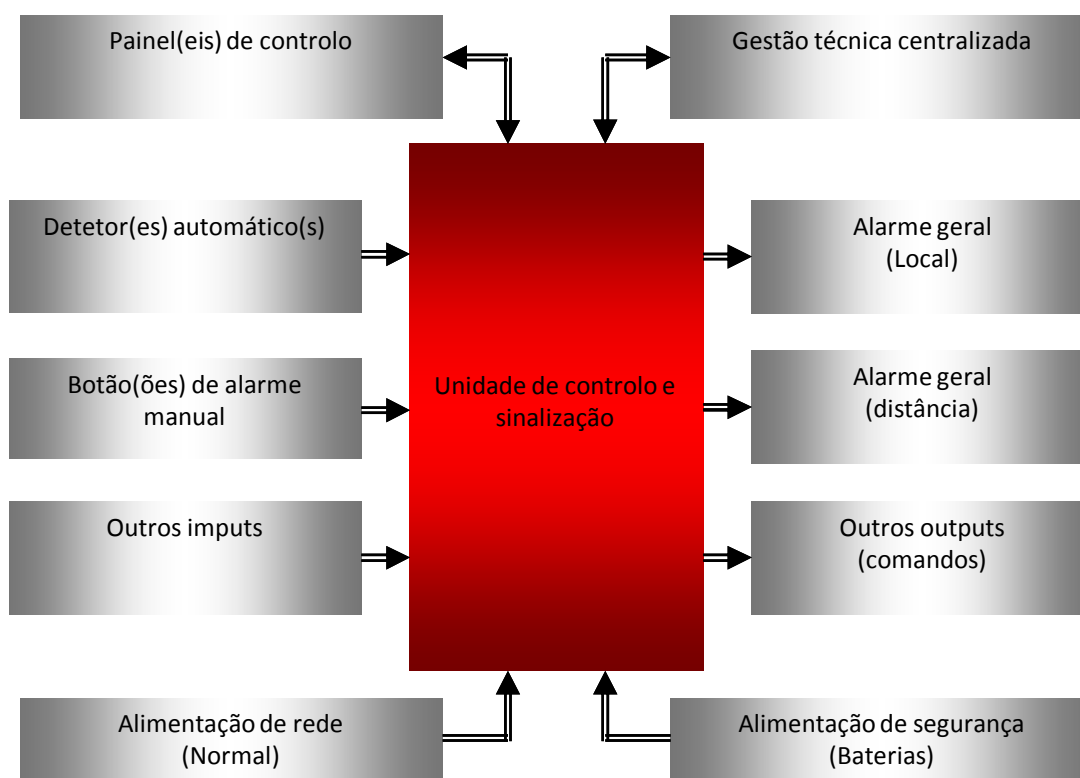 Painel(eis) de controlo
Gestão técnica centralizada
Detetor(es) automático(s)
Alarme geral
(Local)
Botão(ões) de alarme
manual
Unidade de controlo e
sinalização
Alarme geral
(distância)
Outros imputs
Outros outputs
(comandos)
Alimentação de rede
(Normal)
Alimentação de segurança
(Baterias)